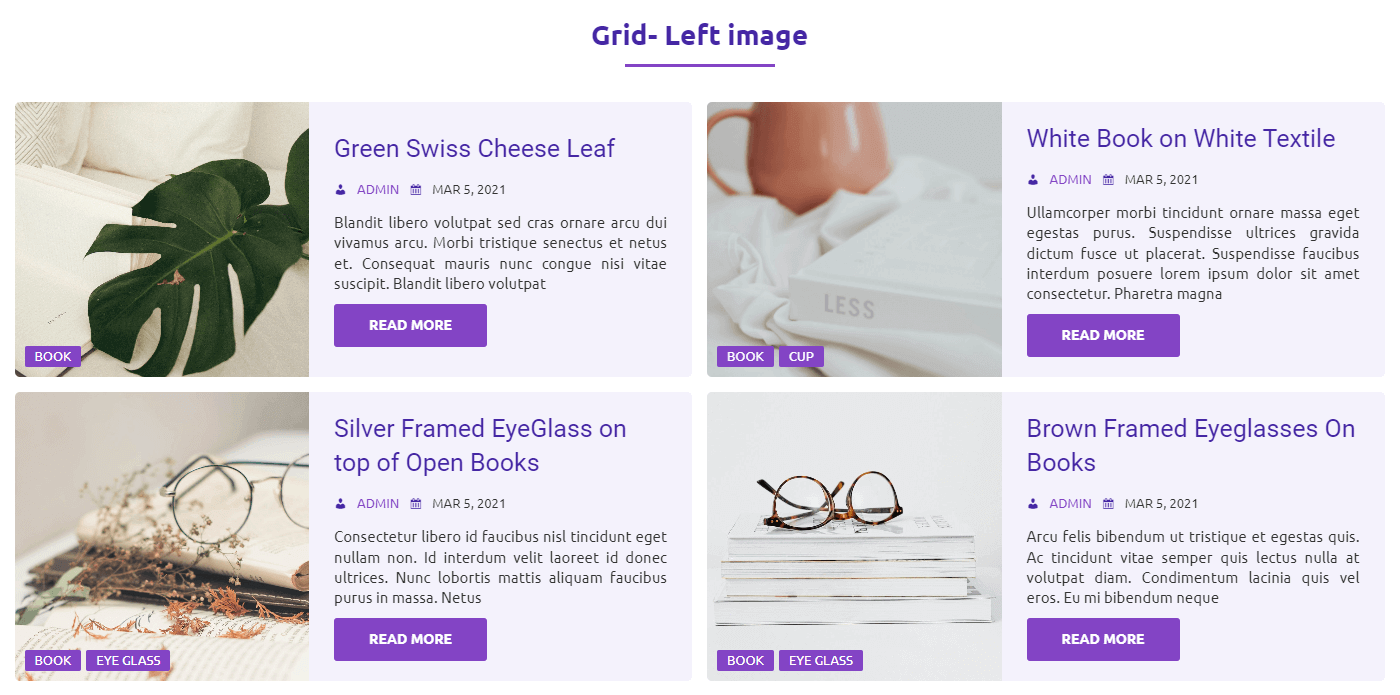 Grid- Left image
Green Swiss Cheese Leaf
ADMIN MAR 5, 2021
Blandit libero volutpat sed cras ornare arcu dui
vivamus arcu. Morbi tristique senectus et netus
et. Consequat mauris nunc congue nisi vitae
suscipit. Blandit libero volutpat
READ MORE
BOOK
White Book on White Textile
ADMIN MAR 5, 2021
Ullamcorper morbi tincidunt ornare massa eget
egestas purus. Suspendisse ultrices gravida
dictum fusce ut placerat. Suspendisse faucibus
interdum posuere lorem ipsum dolor sit amet
consectetur. Pharetra magna
READ MORE
LESS
BOOK CUP
Silver Framed EyeGlass on
top of Open Books
ADMIN MAR 5, 2021
Consectetur libero id faucibus nisl tincidunt eget
nullam non. Id interdum velit laoreet id donec
ultrices. Nunc lobortis mattis aliquam faucibus
purus in massa. Netus
READ MORE
BOOK EYE GLASS
Brown Framed Eyeglasses On
Books
ADMIN MAR 5, 2021
Arcu felis bibendum ut tristique et egestas quis.
Ac tincidunt vitae semper quis lectus nulla at
volutpat diam. Condimentum lacinia quis vel
eros. Eu mi bibendum neque
READ MORE
BOOK EYE GLASS